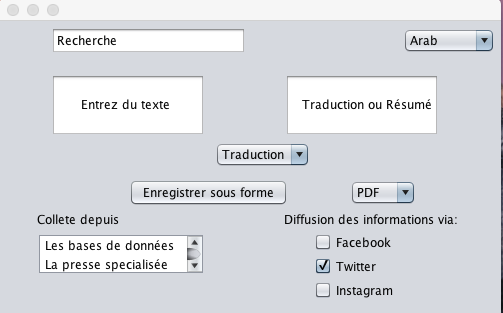 Recherche
Arab
Entrez du texte
Traduction ou Résumé
Traduction
Enregistrer sous forme
PDF
Collete depuis
Diffusion des informations via:
Les bases de données
La presse specialisée
Facebook
Twitter
Instagram